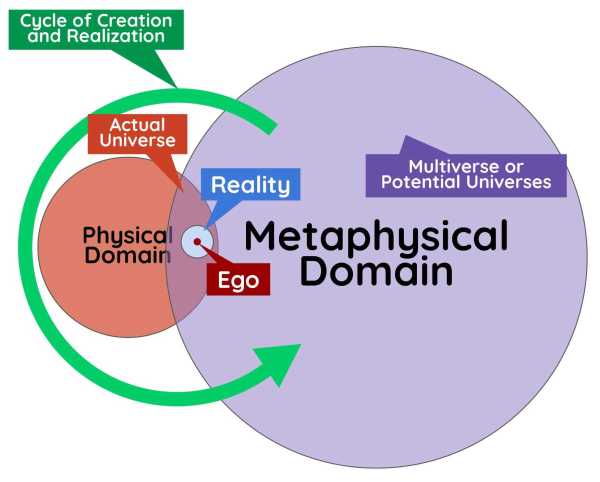 Cycle of Creation
and Realization
Actual
Universe
Reality
Multiverse or
Potential Universes
Physical
Domain
Metaphysical
Domain
Ego